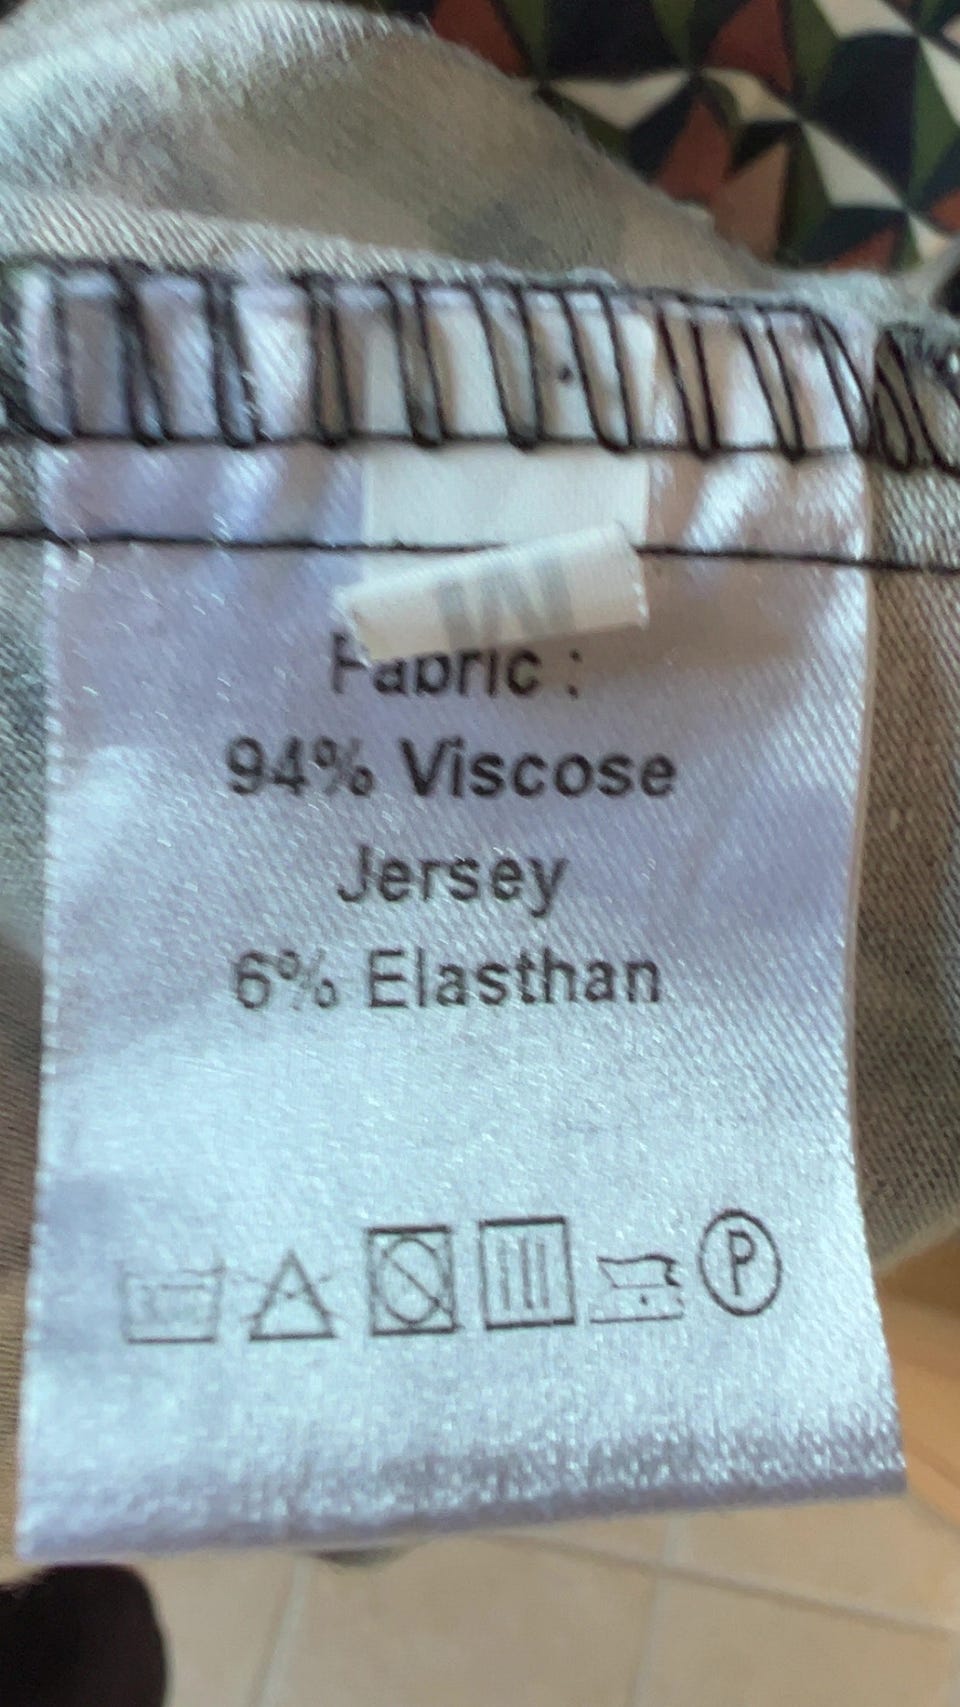 M
Fabric :
94% Viscose
Jersey
6% Elasthan
P